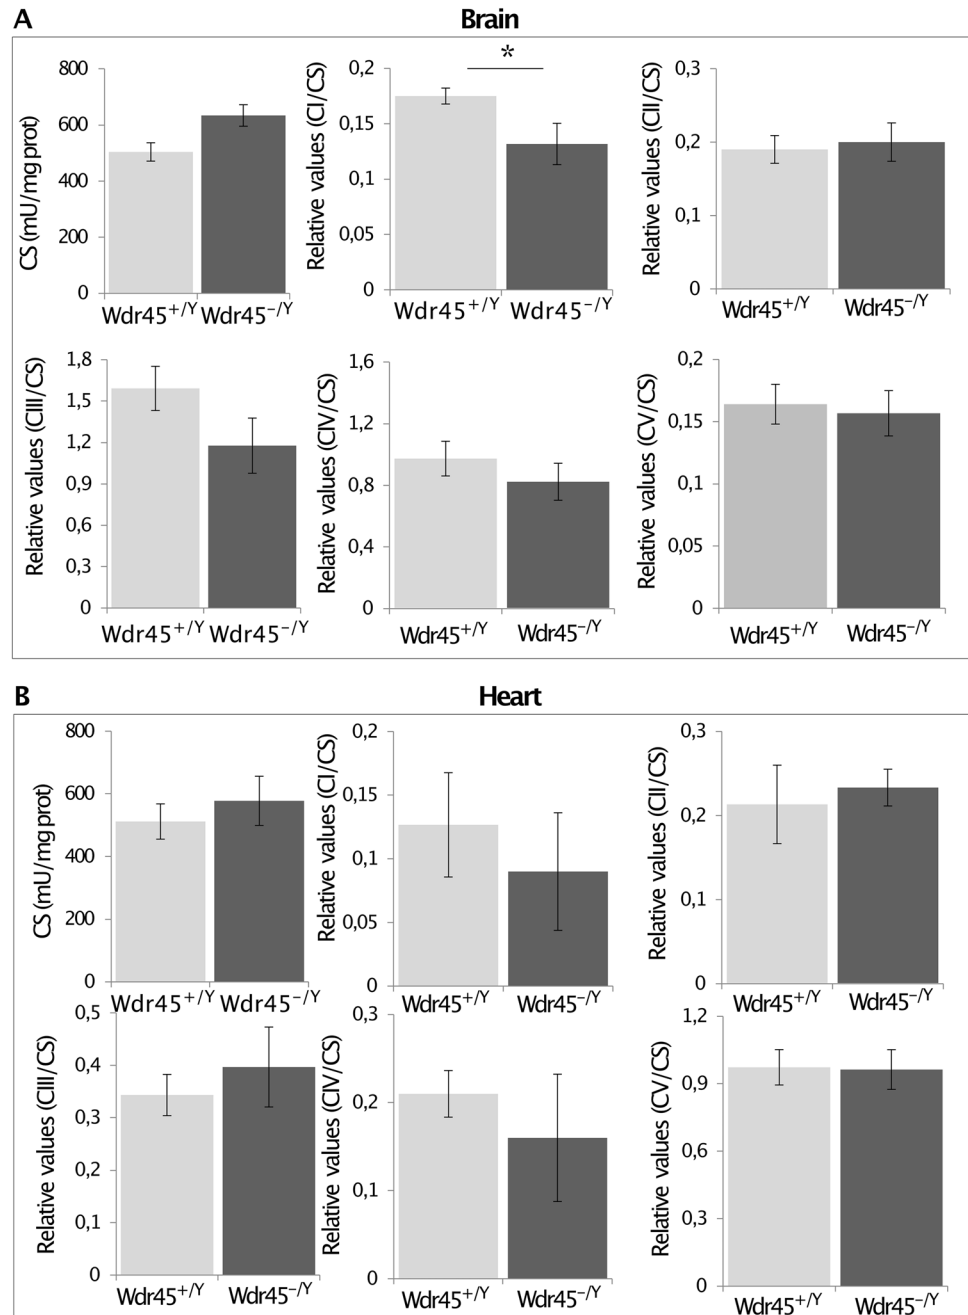 A Brain
CS (mU/mg prot)
800
600
400
200
0
Wdr45+/Y Wdr45−/Y
Relative values (CI/CS)
0,2
0,15
0,1
0,05
0
*
Wdr45+/Y Wdr45−/Y
Relative values (CII/CS)
0,3
0,2
0,1
0
Wdr45+/Y Wdr45−/Y
Relative values (CIII/CS)
1,8
1,5
1,2
0,9
0,6
0,3
0
Wdr45+/Y Wdr45−/Y
Relative values (CIV/CS)
1,6
1,2
0,8
0,4
0
Wdr45+/Y Wdr45−/Y
Relative values (CV/CS)
0,2
0,15
0,1
0,05
0
Wdr45+/Y Wdr45−/Y
B Heart
CS (mU/mg prot)
800
600
400
200
0
Wdr45+/Y Wdr45−/Y
Relative values (CI/CS)
0,2
0,15
0,1
0,05
0
Wdr45+/Y Wdr45−/Y
Relative values (CII/CS)
0,3
0,2
0,1
0
Wdr45+/Y Wdr45−/Y
Relative values (CIII/CS)
0,5
0,4
0,3
0,2
0,1
0
Wdr45+/Y Wdr45−/Y
Relative values (CIV/CS)
0,3
0,2
0,1
0
Wdr45+/Y Wdr45−/Y
Relative values (CV/CS)
1,2
0,9
0,6
0,3
0
Wdr45+/Y Wdr45−/Y